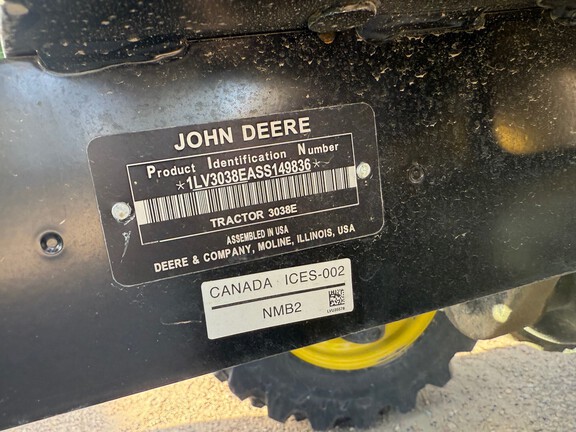 JOHN DEERE
Product Identification Number
*1LV3038EASS149836*
TRACTOR 3038E
ASSEMBLED IN USA
DEERE & COMPANY, MOLINE, ILLINOIS, USA
CANADA ICES-002
NMB2